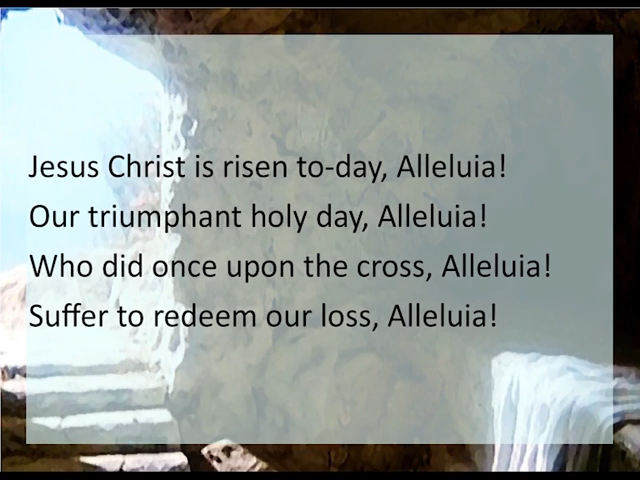 Jesus Christ is risen to-day, Alleluia!
Our triumphant holy day, Alleluia!
Who did once upon the cross, Alleluia!
Suffer to redeem our loss, Alleluia!